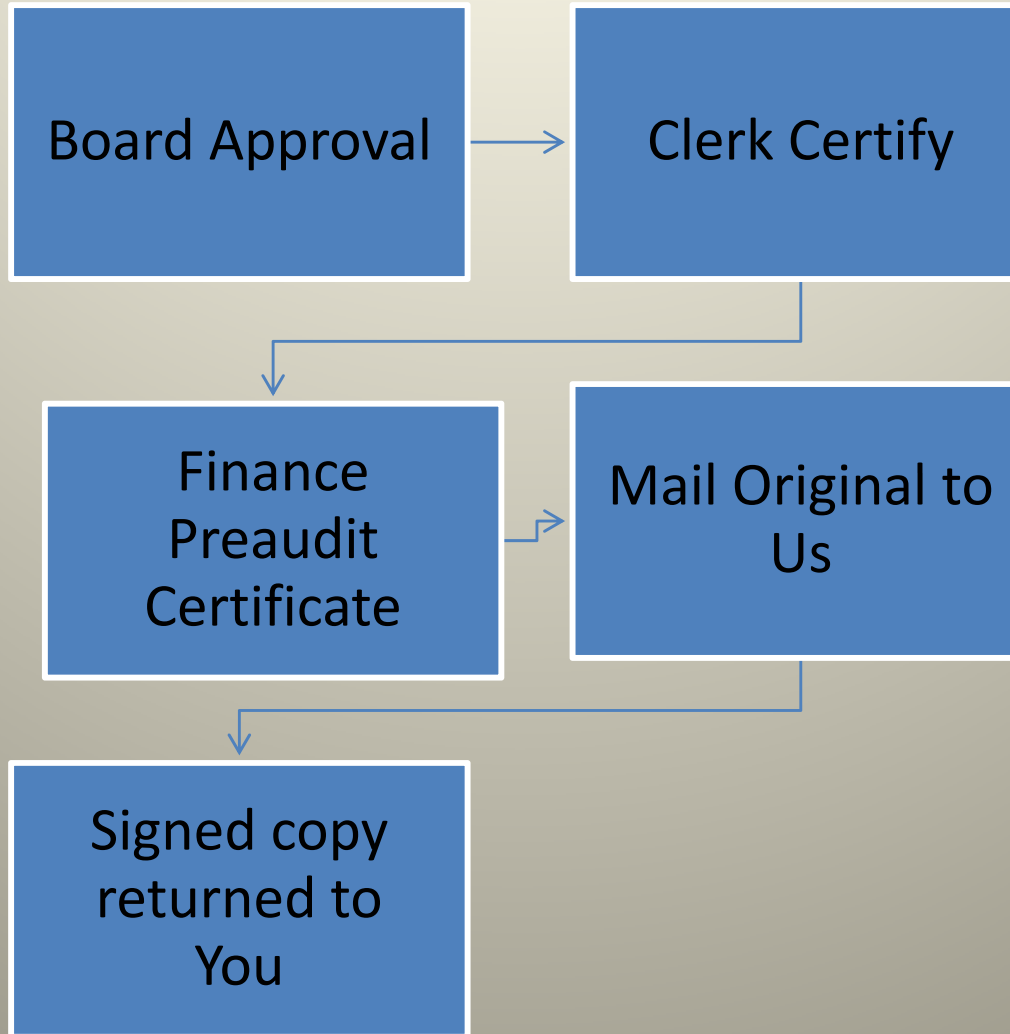 Board Approval
Clerk Certify
Finance
Preaudit
Certificate
Mail Original to
Us
Signed copy
returned to
You